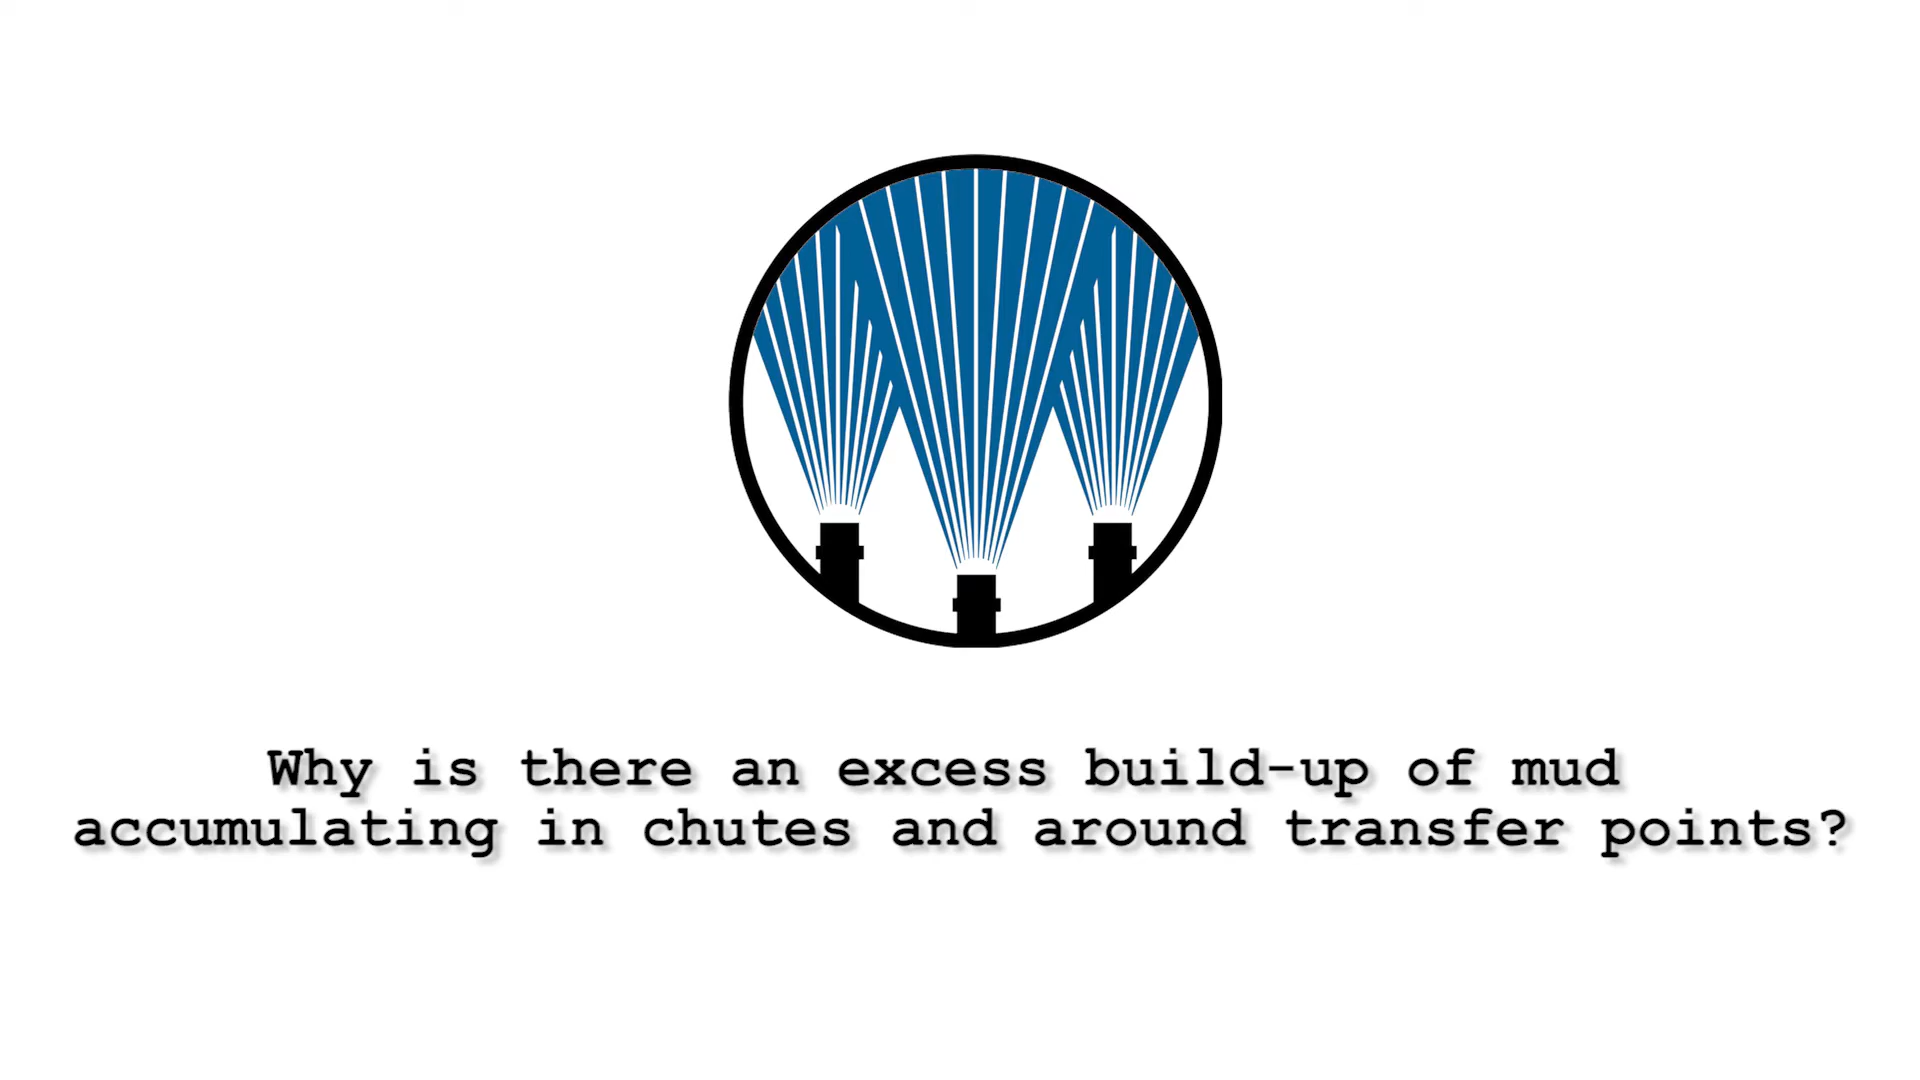 Why is there an excess build-up of mud
accumulating in chutes and around transfer points?